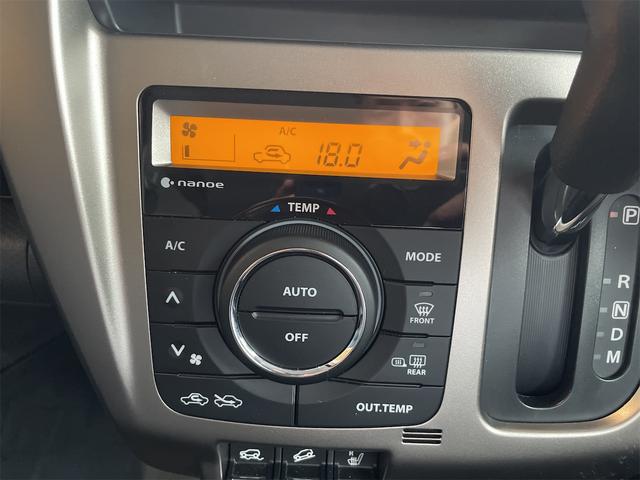 A/C
18.0
nanoe
TEMP
A/C
MODE
AUTO
OFF
FRONT
REAR
OUT.TEMP
P
R
N
D
M
H